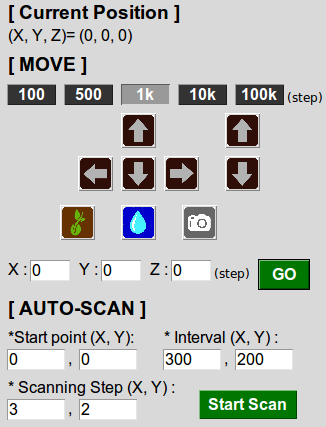 [ Current Position ]
(X, Y, Z)= (0, 0, 0)
[ MOVE ]
100 500 1k 10k 100k (step)
X : 0 Y : 0 Z : 0 (step) GO
[ AUTO-SCAN ]
*Start point (X, Y): * Interval (X, Y) :
0 , 0 300 , 200
* Scanning Step (X, Y) :
3 , 2 Start Scan